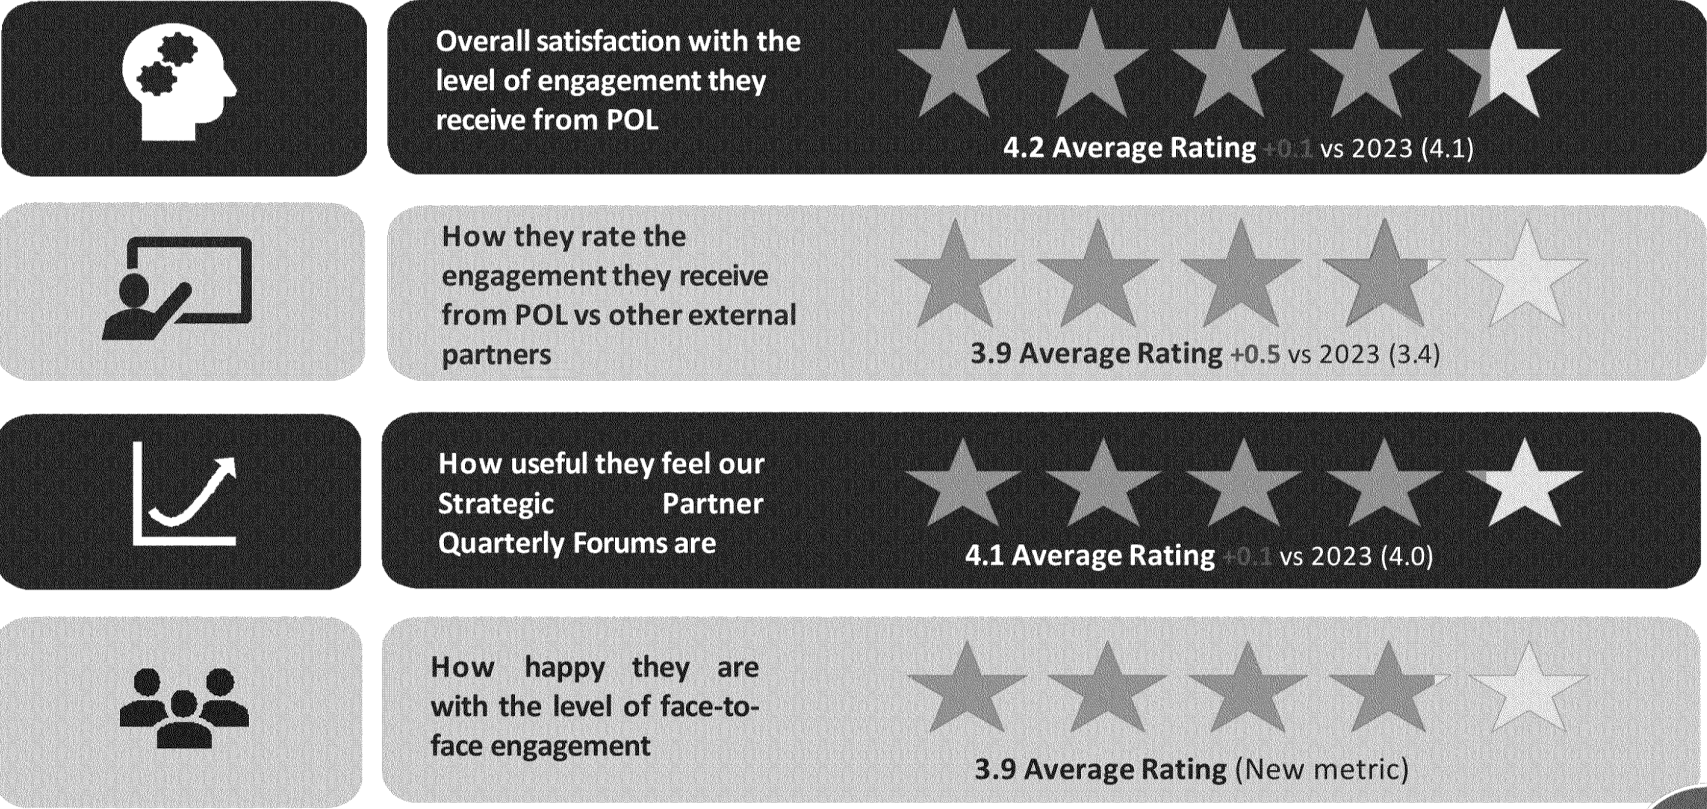 Overall satisfaction with the
level of engagement they
receive from POL
4.2 Average Rating +0.1 vs 2023 (4.1)
How they rate the
engagement they receive
from POL vs other external
partners
3.9 Average Rating +0.5 vs 2023 (3.4)
How useful they feel our
Strategic Partner
Quarterly Forums are
4.1 Average Rating +0.1 vs 2023 (4.0)
How happy they are
with the level of face-to-
face engagement
3.9 Average Rating (New metric)